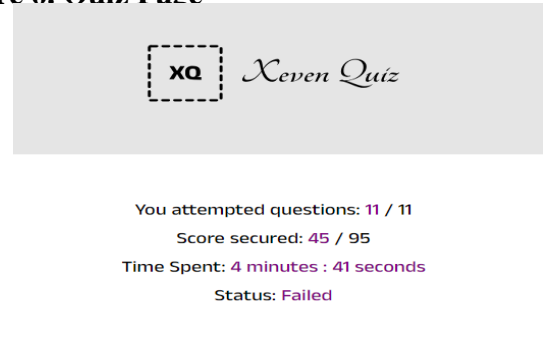 XQ Xeven Quiz
You attempted questions: 11 / 11
Score secured: 45 / 95
Time Spent: 4 minutes : 41 seconds
Status: Failed